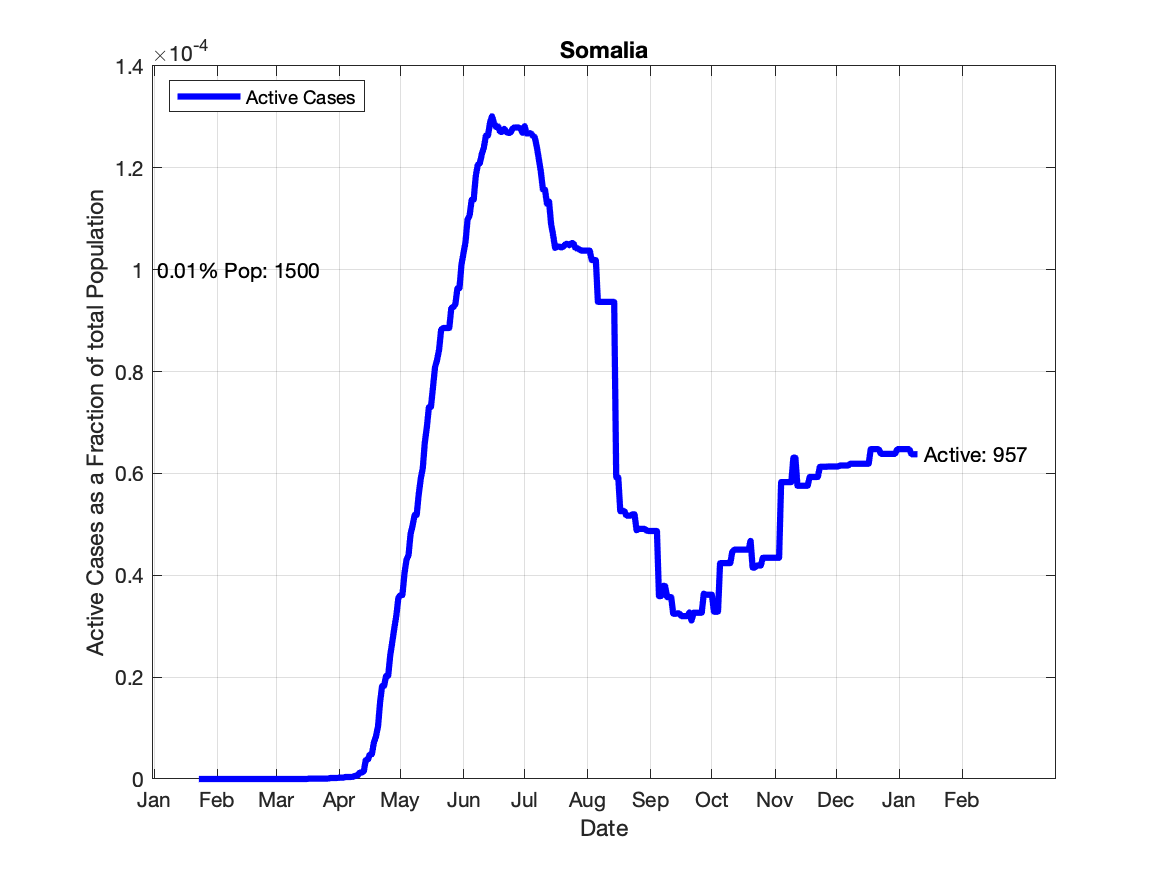 Somalia
×10-4
1.4
Active Cases
1.2
1
0.01% Pop: 1500
0.8
0.6
Active: 957
0.4
0.2
0
Active Cases as a Fraction of total Population
Jan Feb Mar Apr May Jun Jul Aug Sep Oct Nov Dec Jan Feb
Date